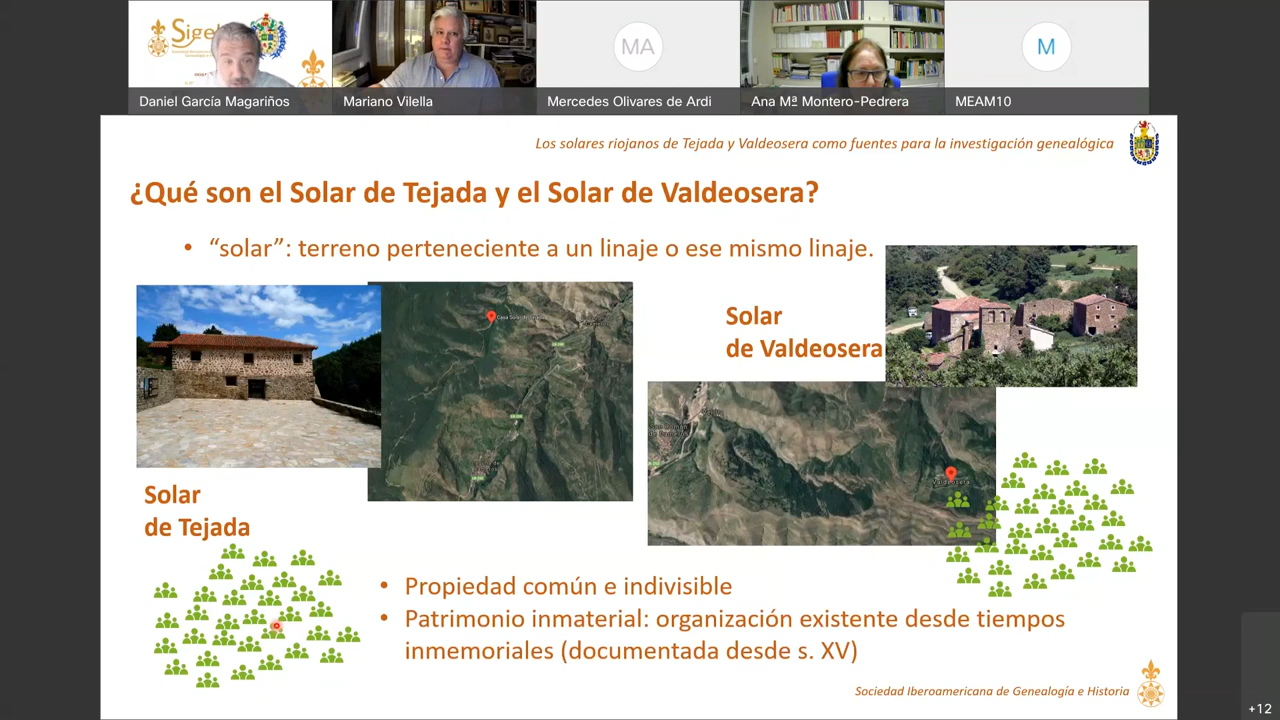 Sige
MA
M
Daniel García Magariños
Mariano Vilella
Mercedes Olivares de Ardi
Ana Mª Montero-Pedrera
MEAM10
Los solares riojanos de Tejada y Valdeosera como fuentes para la investigación genealógica
¿Qué son el Solar de Tejada y el Solar de Valdeosera?
• “solar”: terreno perteneciente a un linaje o ese mismo linaje.
Solar
de Valdeosera
Valdeosera
Solar
de Tejada
• Propiedad común e indivisible
• Patrimonio inmaterial: organización existente desde tiempos
inmemoriales (documentada desde s. XV)
Sociedad Iberoamericana de Genealogía e Historia
+12